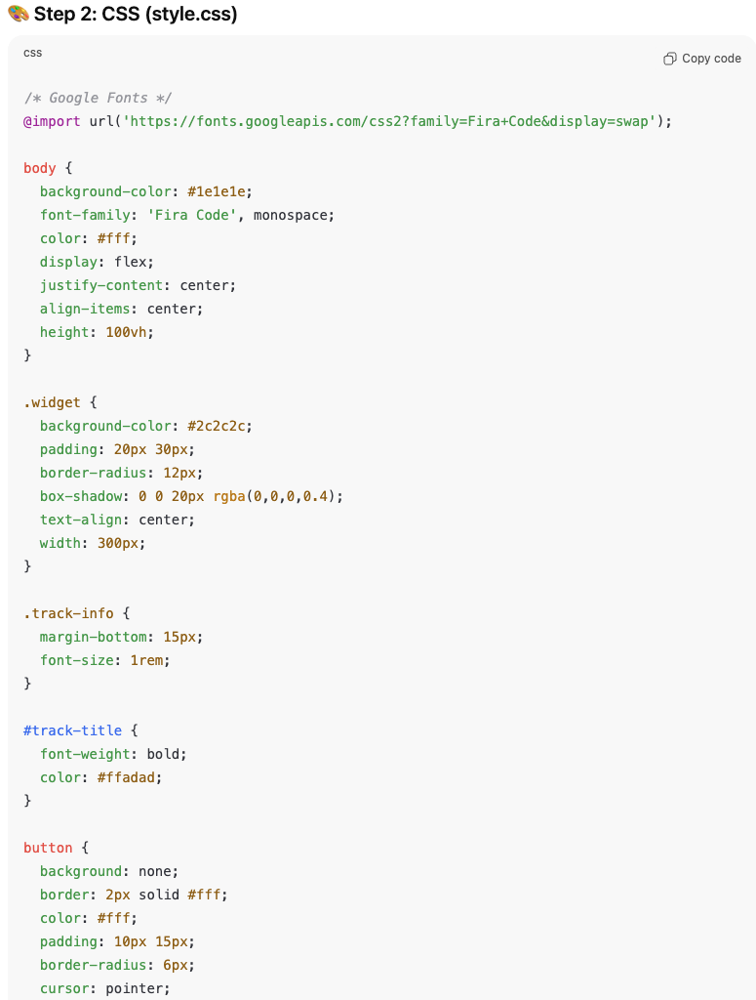 🎨 Step 2: CSS (style.css)
css
Copy code
/* Google Fonts */
@import url('https://fonts.googleapis.com/css2?family=Fira+Code&display=swap');

body {
  background-color: #1e1e1e;
  font-family: 'Fira Code', monospace;
  color: #fff;
  display: flex;
  justify-content: center;
  align-items: center;
  height: 100vh;
}

.widget {
  background-color: #2c2c2c;
  padding: 20px 30px;
  border-radius: 12px;
  box-shadow: 0 0 20px rgba(0,0,0,0.4);
  text-align: center;
  width: 300px;
}

.track-info {
  margin-bottom: 15px;
  font-size: 1rem;
}

#track-title {
  font-weight: bold;
  color: #ffadad;
}

button {
  background: none;
  border: 2px solid #fff;
  color: #fff;
  padding: 10px 15px;
  border-radius: 6px;
  cursor: pointer;